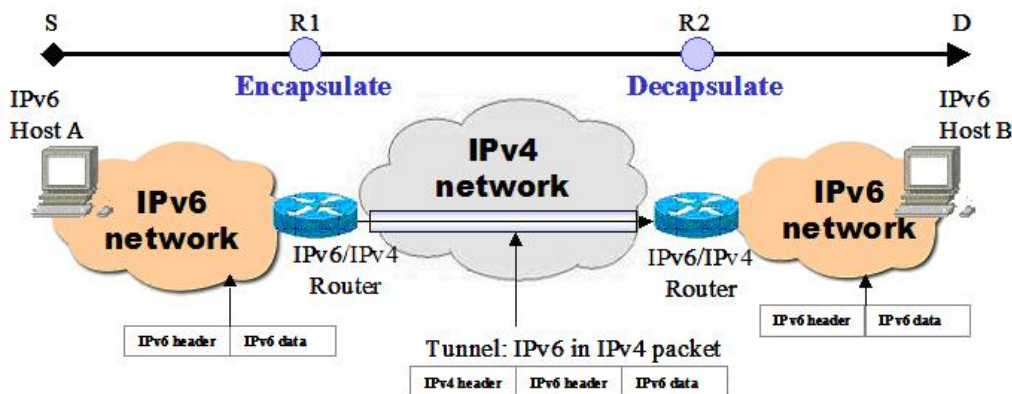 S R1 R2 D
Encapsulate Decapsulate
IPv6
Host A
IPv6
Host B
IPv4
network
IPv6
network
IPv6
network
IPv6/IPv4
Router
IPv6/IPv4
Router
IPv6 header IPv6 data
IPv6 header IPv6 data
Tunnel: IPv6 in IPv4 packet
IPv4 header IPv6 header IPv6 data